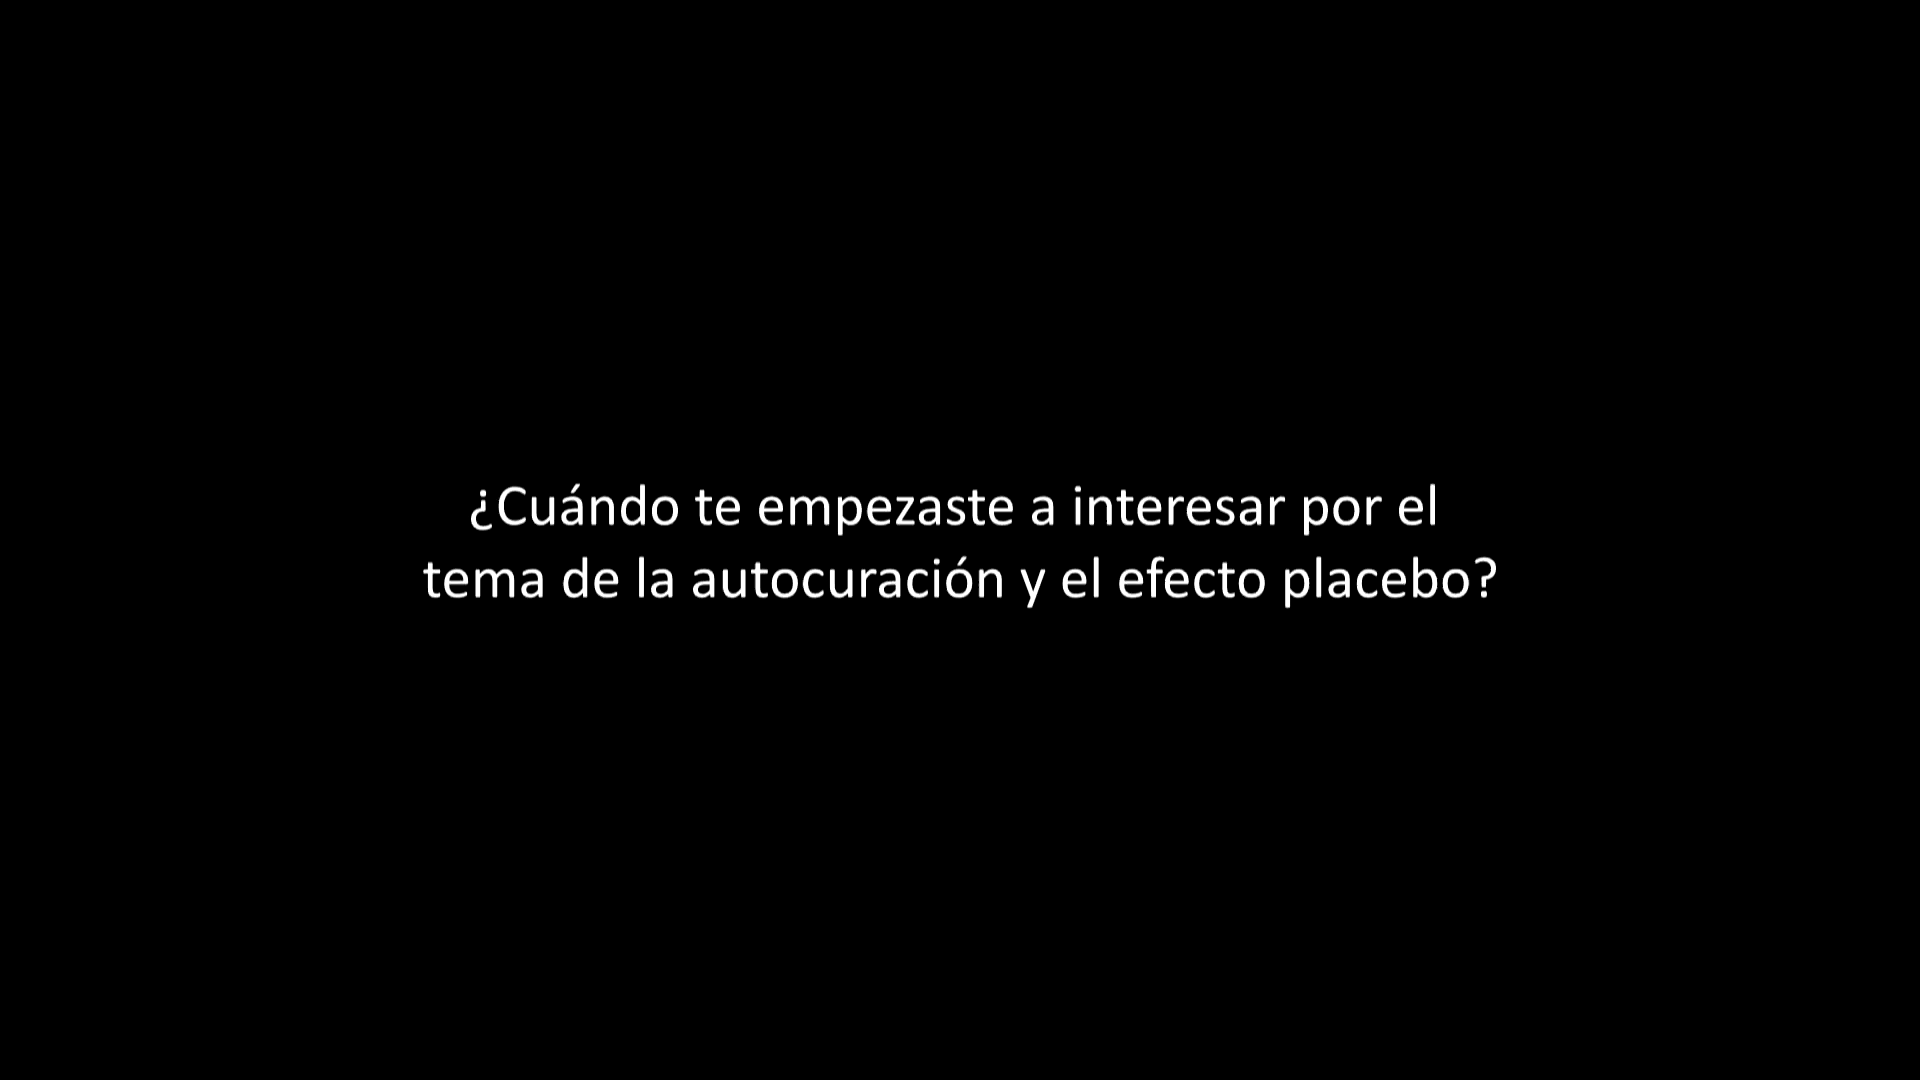 ¿Cuándo te empezaste a interesar por el
tema de la autocuración y el efecto placebo?